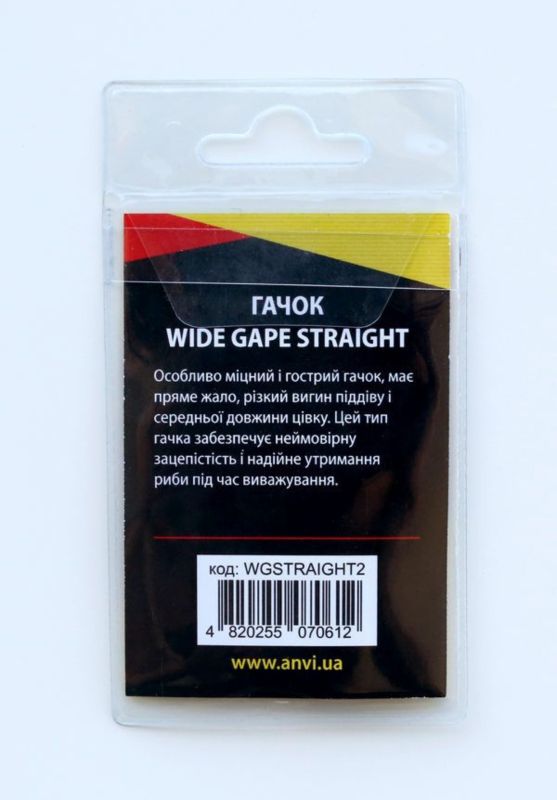 ГАЧОК
WIDE GAPE STRAIGHT
Особливо міцний і гострий гачок, має
пряме жало, різкий вигин піддіву і
середньої довжини цівку. Цей тип
гачка забезпечує неймовірну
зацепістість і надійне утримання
риби під час виважування.
код: WGSTRAIGHT2
4 820255 070612
www.anvi.ua